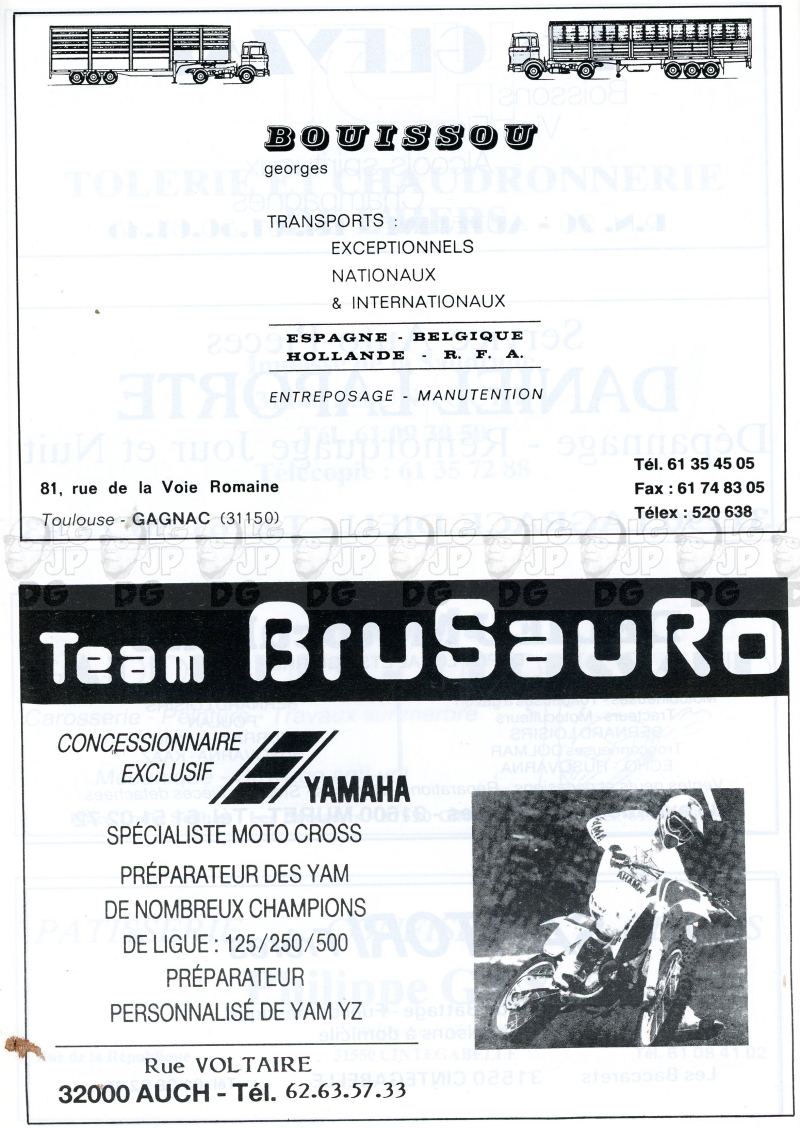 BOUISSOU
georges
TRANSPORTS :
EXCEPTIONNELS
NATIONAUX
& INTERNATIONAUX
ESPAGNE - BELGIQUE
HOLLANDE - R. F. A.
ENTREPOSAGE - MANUTENTION
Tél. 61 35 45 05
81, rue de la Voie Romaine
Fax : 61 74 83 05
Toulouse - GAGNAC (31150)
Télex : 520 638
LG JP DG
Team BruSauRo
CONCESSIONNAIRE
EXCLUSIF
YAMAHA
SPÉCIALISTE MOTO CROSS
PRÉPARATEUR DES YAM
DE NOMBREUX CHAMPIONS
DE LIGUE : 125/250/500
PRÉPARATEUR
PERSONNALISÉ DE YAM YZ
Rue VOLTAIRE
32000 AUCH - Tél. 62.63.57.33